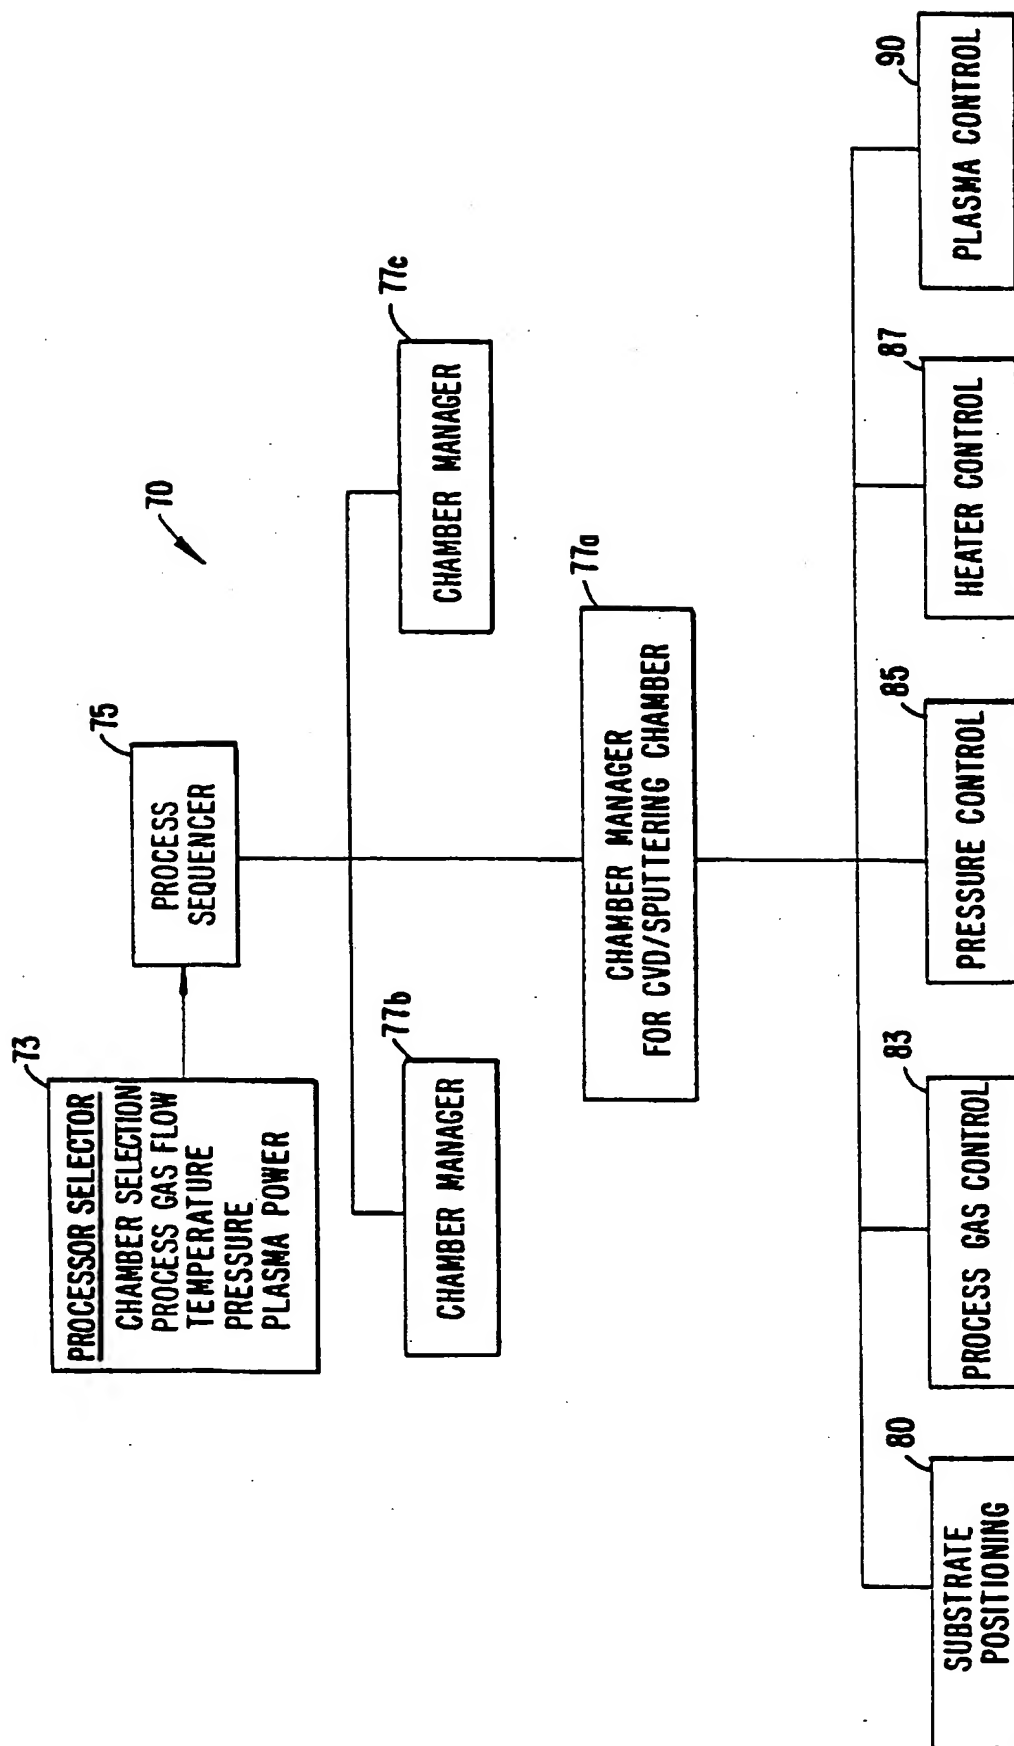 70
73
PROCESSOR SELECTOR
CHAMBER SELECTION
PROCESS GAS FLOW
TEMPERATURE
PRESSURE
PLASMA POWER
75
PROCESS
SEQUENCER
77b
CHAMBER MANAGER
77c
CHAMBER MANAGER
77a
CHAMBER MANAGER
FOR CVD/SPUTTERING CHAMBER
80
SUBSTRATE
POSITIONING
83
PROCESS GAS CONTROL
85
PRESSURE CONTROL
87
HEATER CONTROL
90
PLASMA CONTROL